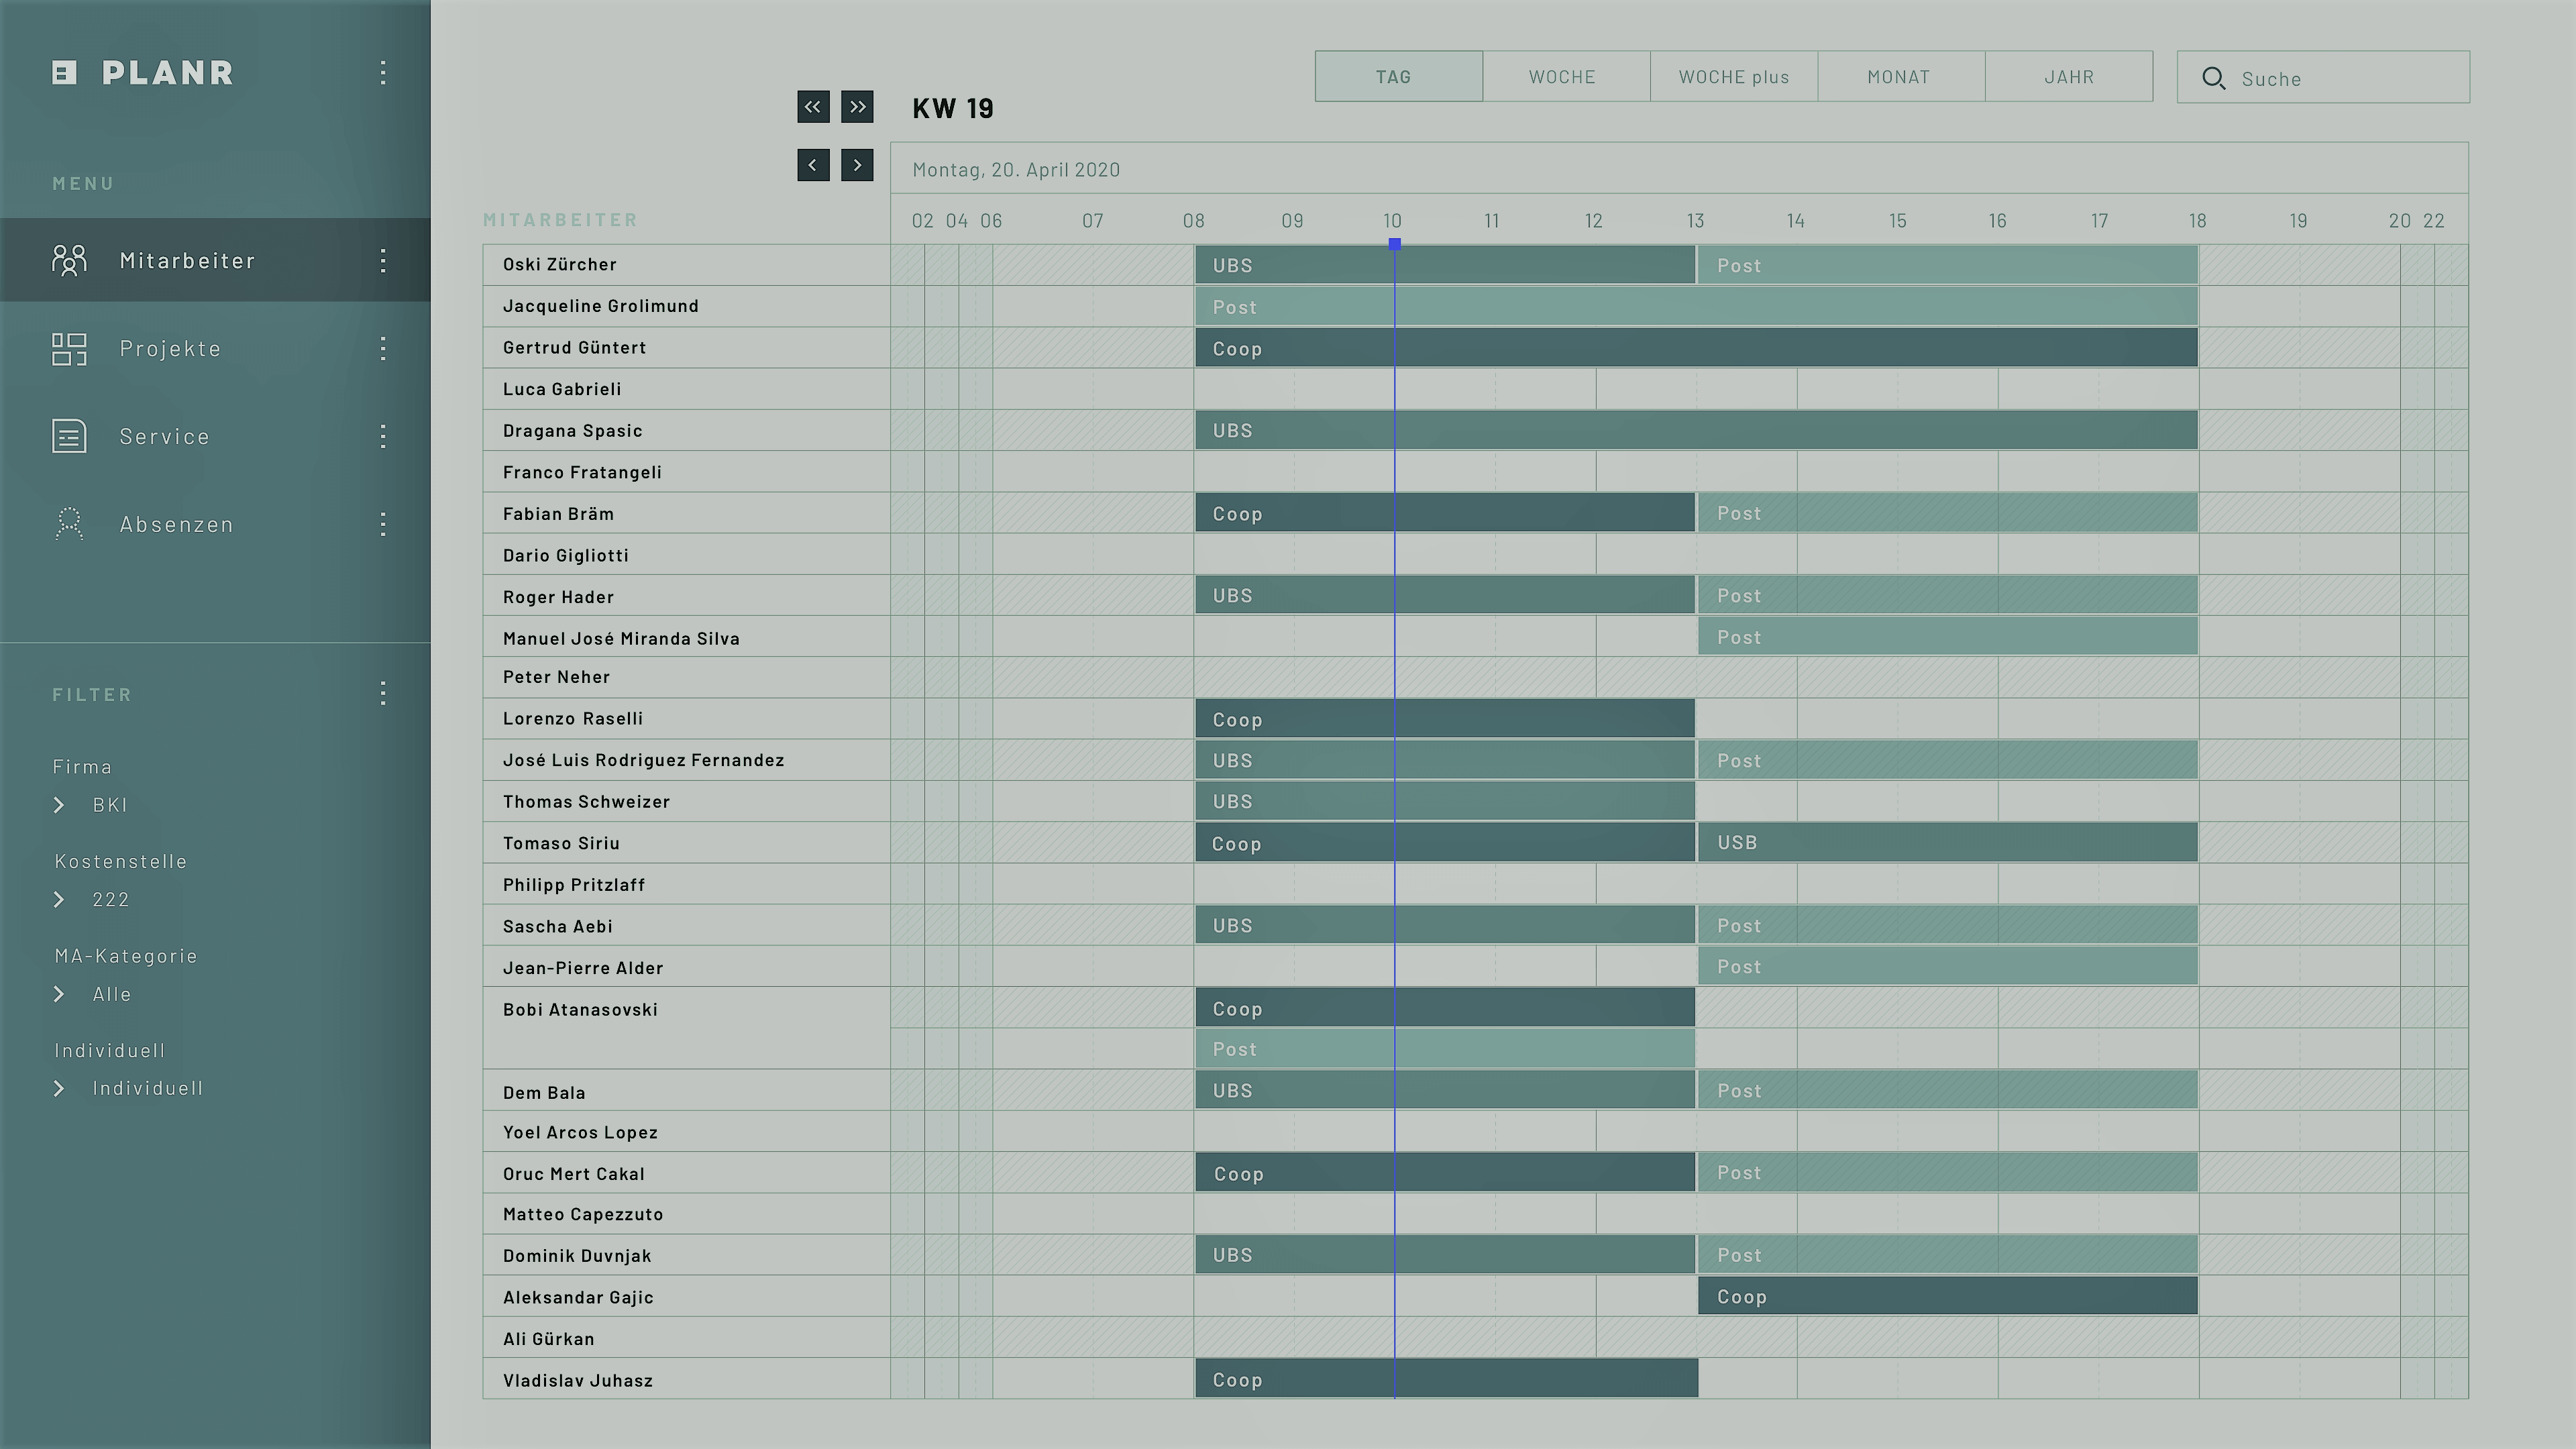 PLANR
MENU
Mitarbeiter
Projekte
Service
Absenzen
FILTER
Firma
BKI
Kostenstelle
222
MA-Kategorie
Alle
Individuell
Individuell
TAG WOCHE WOCHE plus MONAT JAHR Suche
KW 19
Montag, 20. April 2020
MITARBEITER 02 04 06 07 08 09 10 11 12 13 14 15 16 17 18 19 20 22
Oski Zürcher UBS Post
Jacqueline Grolimund Post
Gertrud Güntert Coop
Luca Gabrieli
Dragana Spasic UBS
Franco Fratangeli
Fabian Bräm Coop Post
Dario Gigliotti
Roger Hader UBS Post
Manuel José Miranda Silva Post
Peter Neher
Lorenzo Raselli Coop
José Luis Rodriguez Fernandez UBS Post
Thomas Schweizer UBS
Tomaso Siriu Coop USB
Philipp Pritzlaff
Sascha Aebi UBS Post
Jean-Pierre Alder Post
Bobi Atanasovski Coop
Post
Dem Bala UBS Post
Yoel Arcos Lopez
Oruc Mert Cakal Coop Post
Matteo Capezzuto
Dominik Duvnjak UBS Post
Aleksandar Gajic Coop
Ali Gürkan
Vladislav Juhasz Coop